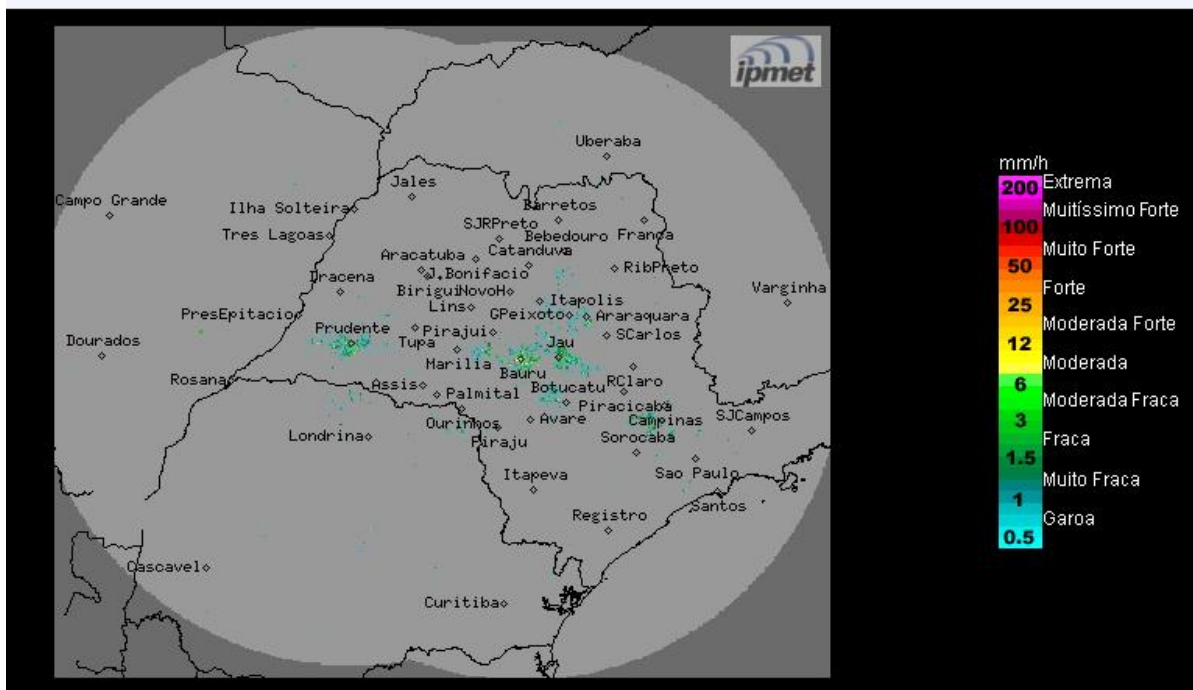 ipmet
Uberaba
Jales
Campo Grande
Ilha Solteira
Barretos
SJRPreto
Tres Lagoas
Bebedouro
Franca
Aracatuba
Catanduva
J.Bonifacio
RibPreto
Dracena
Birigui
NovoH
Itapolis
Varginha
PresEpitacio
Lins
GPeixoto
Araraquara
Prudente
Tupa
Pirajui
SCarlos
Dourados
Marilia
Jau
Bauru
Rosana
Assis
Botucatu
RClaro
Palmital
Piracicaba
SJCampos
Ourinhos
Avare
Campinas
Londrina
Piraju
Sorocaba
Itapeva
Sao Paulo
Santos
Registro
Cascavel
Curitiba
mm/h
200 Extrema
Muitíssimo Forte
100
Muito Forte
50
Forte
25
Moderada Forte
12
Moderada
6
Moderada Fraca
3
Fraca
1.5
Muito Fraca
1
Garoa
0.5